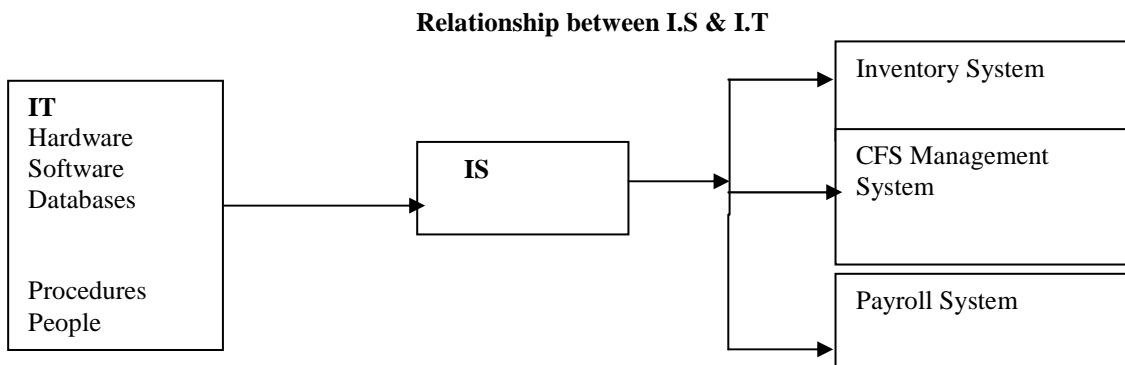 Relationship between I.S & I.T
IT
Hardware
Software
Databases
Procedures
People
IS
Inventory System
CFS Management
System
Payroll System